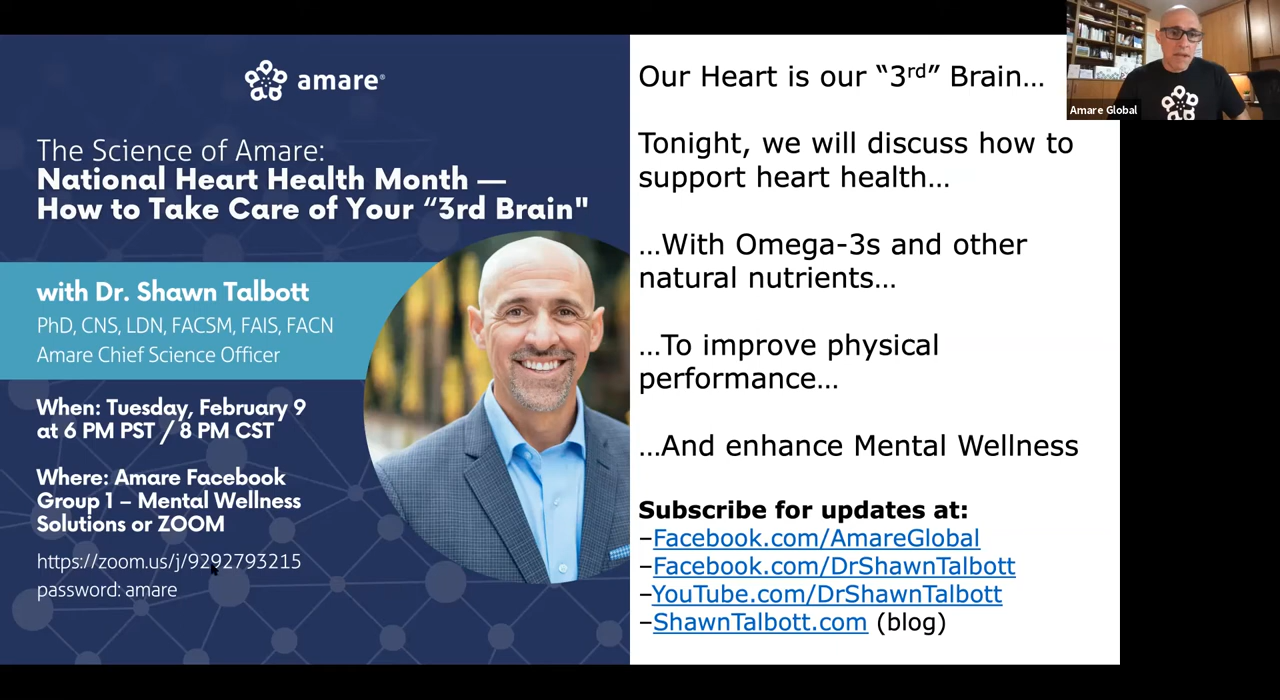 amare®
The Science of Amare:
National Heart Health Month —
How to Take Care of Your “3rd Brain"
with Dr. Shawn Talbott
PhD, CNS, LDN, FACSM, FAIS, FACN
Amare Chief Science Officer
When: Tuesday, February 9
at 6 PM PST / 8 PM CST
Where: Amare Facebook
Group 1 – Mental Wellness
Solutions or ZOOM
https://zoom.us/j/9292793215
password: amare
Our Heart is our “3rd” Brain…
Tonight, we will discuss how to
support heart health…
…With Omega-3s and other
natural nutrients…
…To improve physical
performance…
…And enhance Mental Wellness
Subscribe for updates at:
–Facebook.com/AmareGlobal
–Facebook.com/DrShawnTalbott
–YouTube.com/DrShawnTalbott
–ShawnTalbott.com (blog)
Amare Global